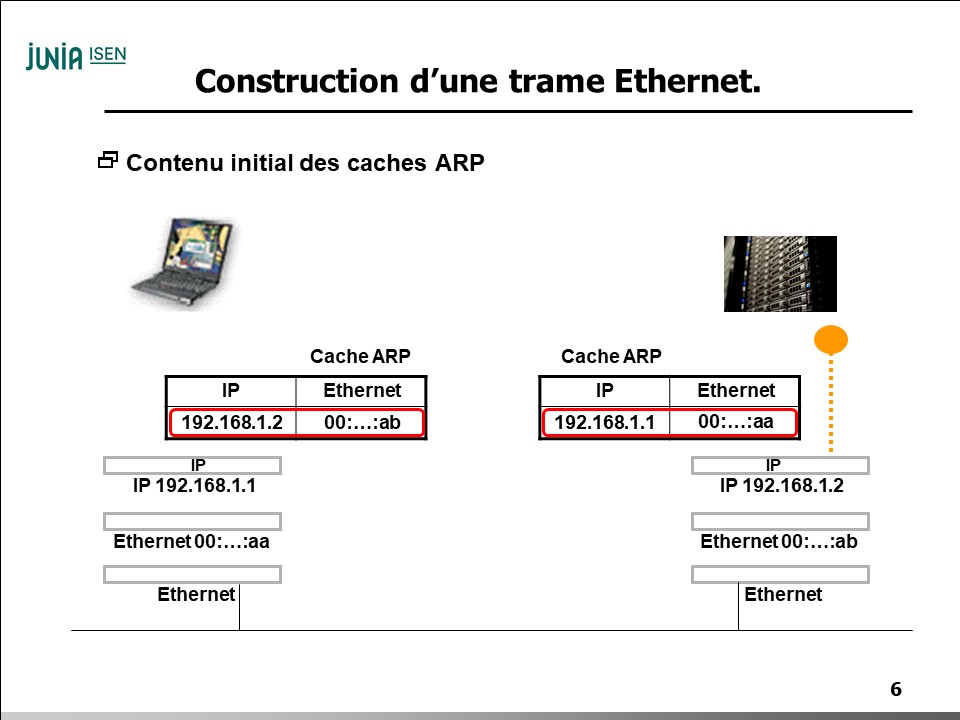 JUNIA ISEN
Construction d’une trame Ethernet.
Contenu initial des caches ARP
Cache ARP
IP Ethernet
192.168.1.2 00:…:ab
Cache ARP
IP Ethernet
192.168.1.1 00:…:aa
IP
IP 192.168.1.1
Ethernet 00:…:aa
Ethernet
IP
IP 192.168.1.2
Ethernet 00:…:ab
Ethernet
6